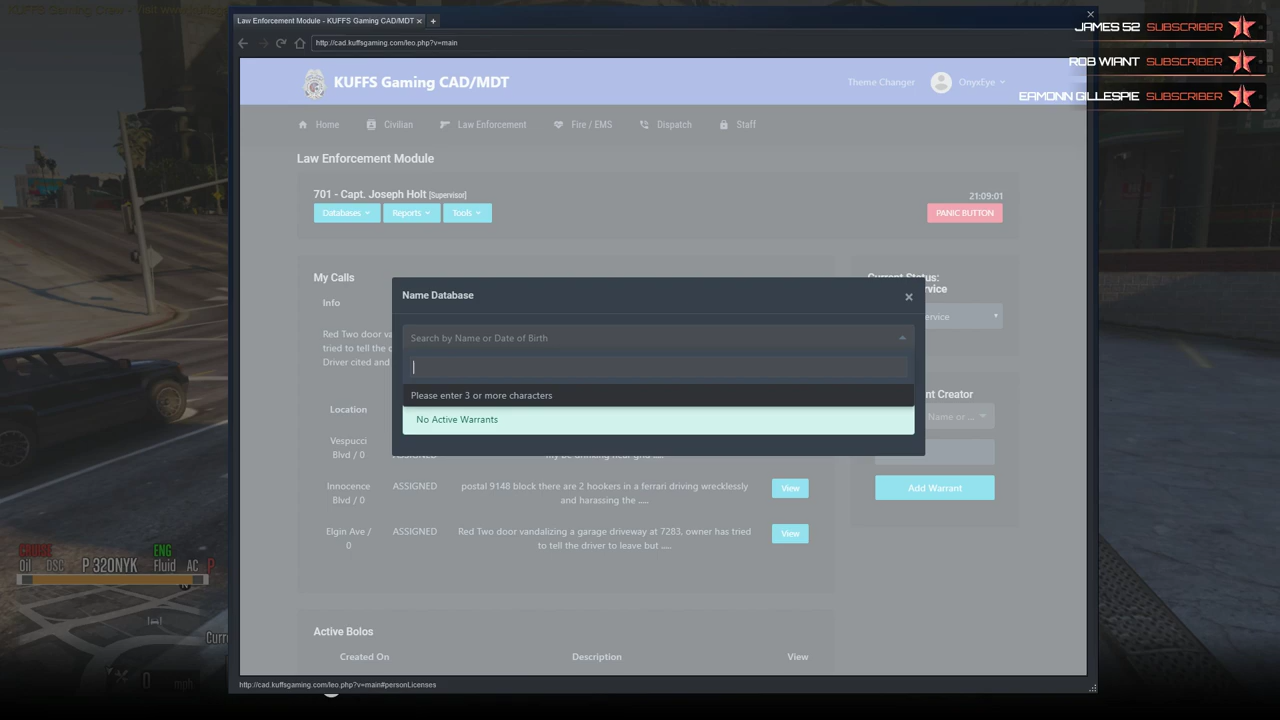 Law Enforcement Module - KUFFS Gaming CAD/MDT × +
http://cad.kuffsgaming.com/leo.php?v=main
JAMES 52 SUBSCRIBER
ROB WIANT SUBSCRIBER
EAMONN GILLESPIE SUBSCRIBER
KUFFS Gaming CAD/MDT
Theme Changer
OnyxEye
Home
Civilian
Law Enforcement
Fire / EMS
Dispatch
Staff
Law Enforcement Module
701 - Capt. Joseph Holt [Supervisor]
21:09:01
Databases
Reports
Tools
PANIC BUTTON
My Calls
Info
Red Two door
tried to tell the
Driver cited and
Location
Vespucci
Blvd / 0
Innocence
Blvd / 0
ASSIGNED
postal 9148 block there are 2 hookers in a ferrari driving wrecklessly
and harassing the .....
View
Elgin Ave /
0
ASSIGNED
Red Two door vandalizing a garage driveway at 7283, owner has tried
to tell the driver to leave but .....
View
Name Database
×
Search by Name or Date of Birth
Please enter 3 or more characters
No Active Warrants
Name or ...
Add Warrant
Active Bolos
Created On
Description
View
CRUISE
ENG
Oil DSC P 320NYK Fluid AC P
N
0 mph
http://cad.kuffsgaming.com/leo.php?v=main#personLicenses